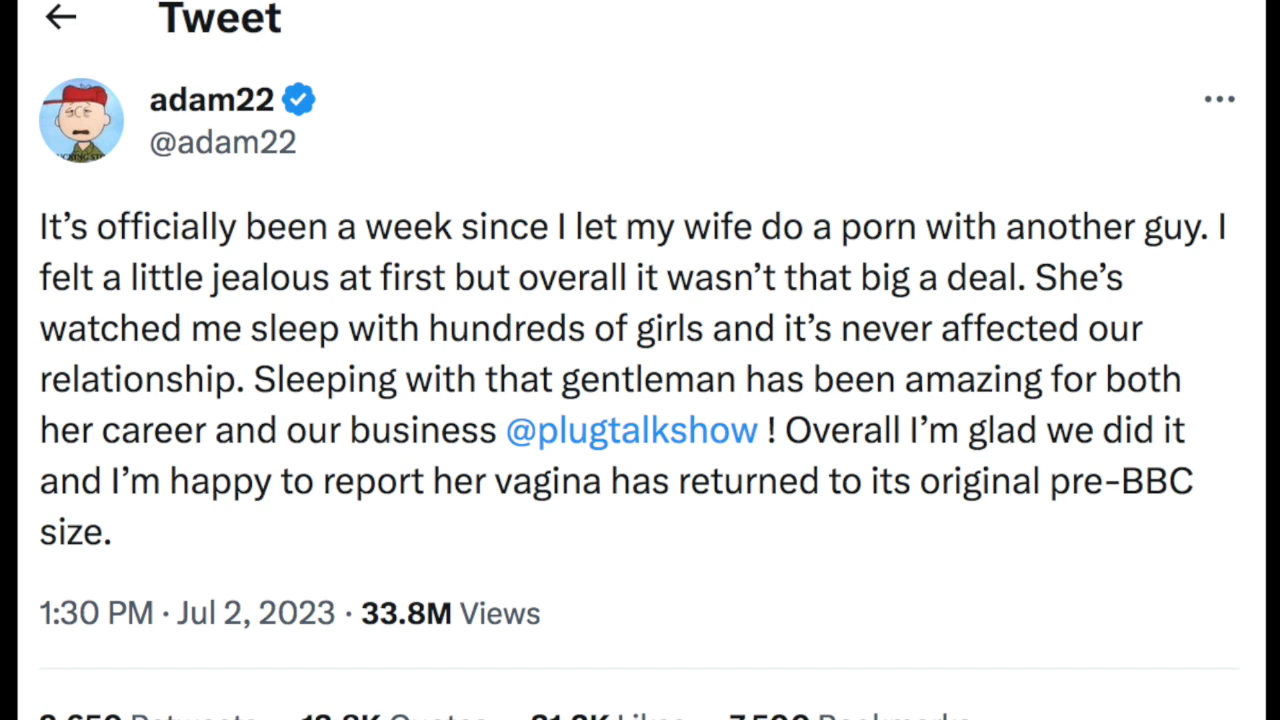 Tweet
adam22
@adam22
It’s officially been a week since I let my wife do a porn with another guy. I
felt a little jealous at first but overall it wasn’t that big a deal. She’s
watched me sleep with hundreds of girls and it’s never affected our
relationship. Sleeping with that gentleman has been amazing for both
her career and our business @plugtalkshow ! Overall I’m glad we did it
and I’m happy to report her vagina has returned to its original pre-BBC
size.
1:30 PM · Jul 2, 2023 · 33.8M Views
Retweets Quotes Likes Bookmarks